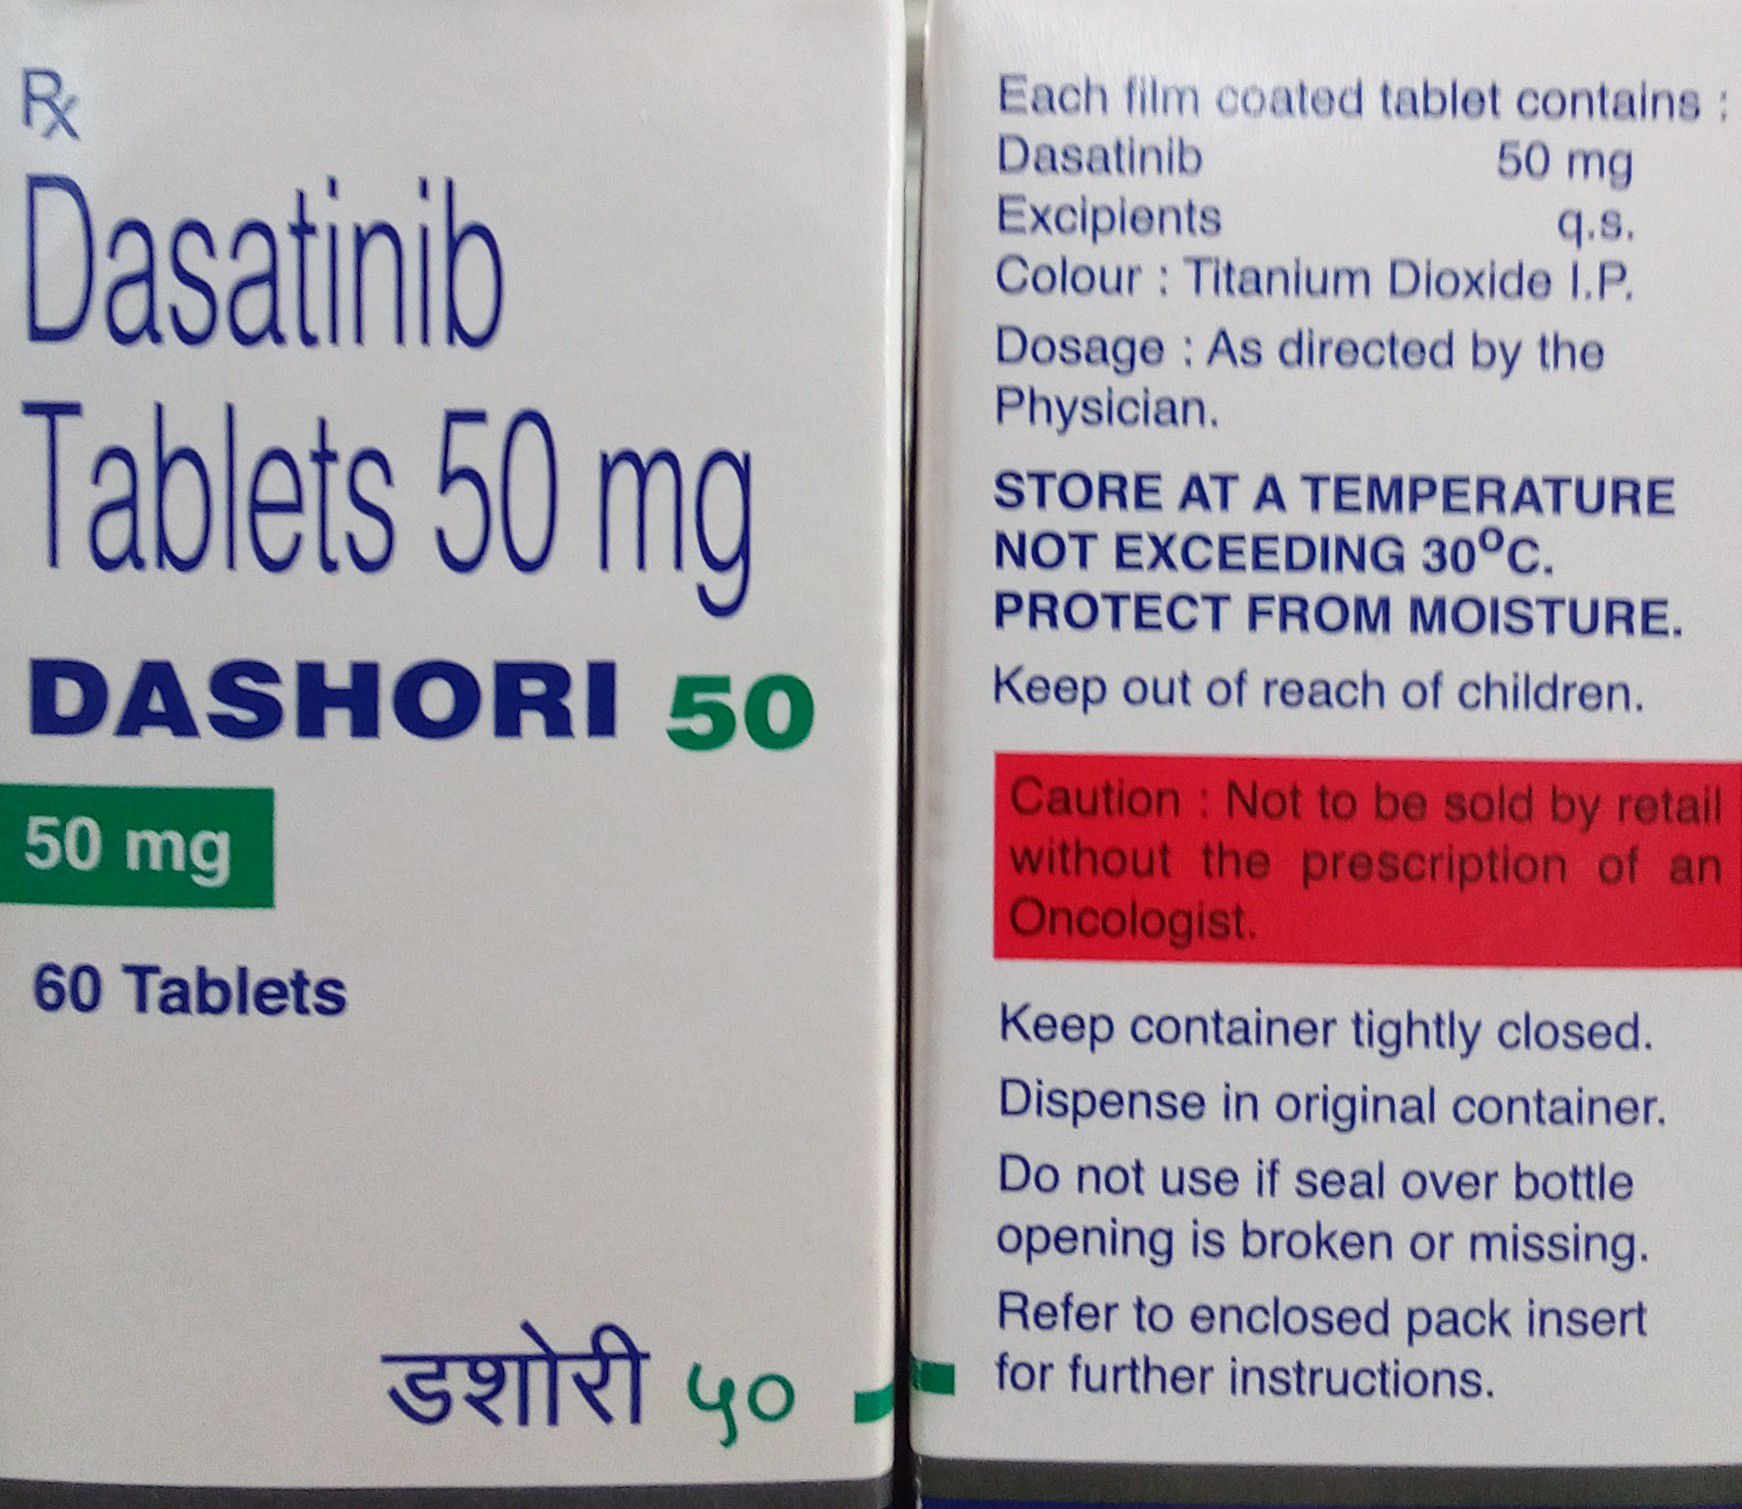 Rx
Dasatinib
Tablets 50 mg
DASHORI 50
50 mg
60 Tablets
डशोरी ५०
Each film coated tablet contains :
Dasatinib 50 mg
Excipients q.s.
Colour : Titanium Dioxide I.P.
Dosage : As directed by the
Physician.
STORE AT A TEMPERATURE
NOT EXCEEDING 30ºC.
PROTECT FROM MOISTURE.
Keep out of reach of children.
Caution : Not to be sold by retail
without the prescription of an
Oncologist.
Keep container tightly closed.
Dispense in original container.
Do not use if seal over bottle
opening is broken or missing.
Refer to enclosed pack insert
for further instructions.